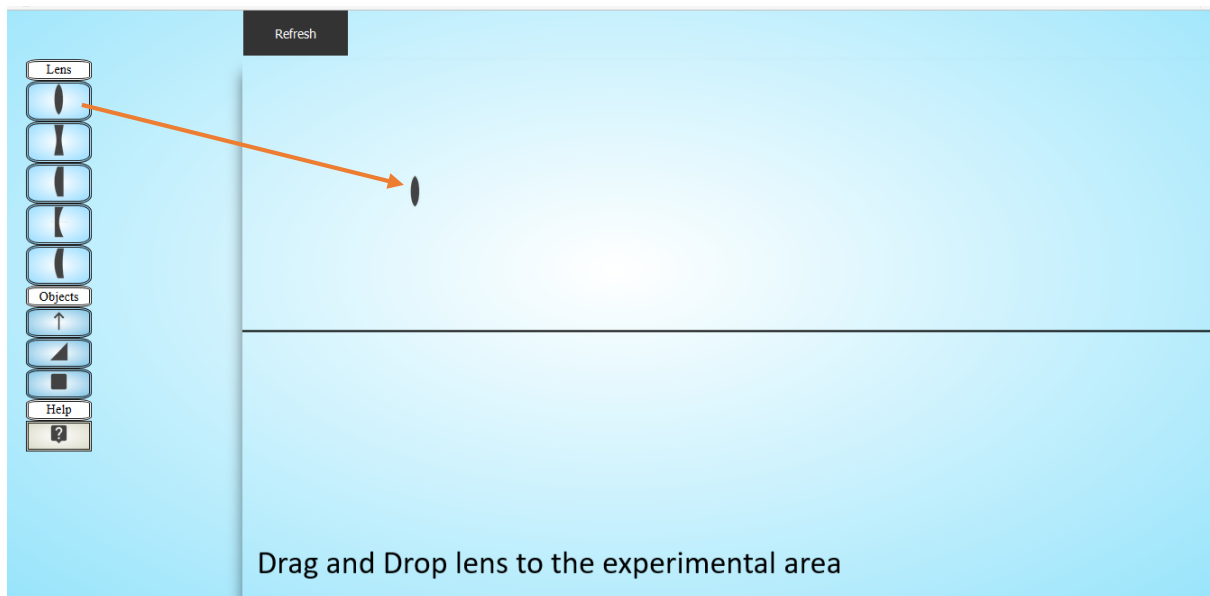 Refresh
Lens
Objects
Help
?
Drag and Drop lens to the experimental area